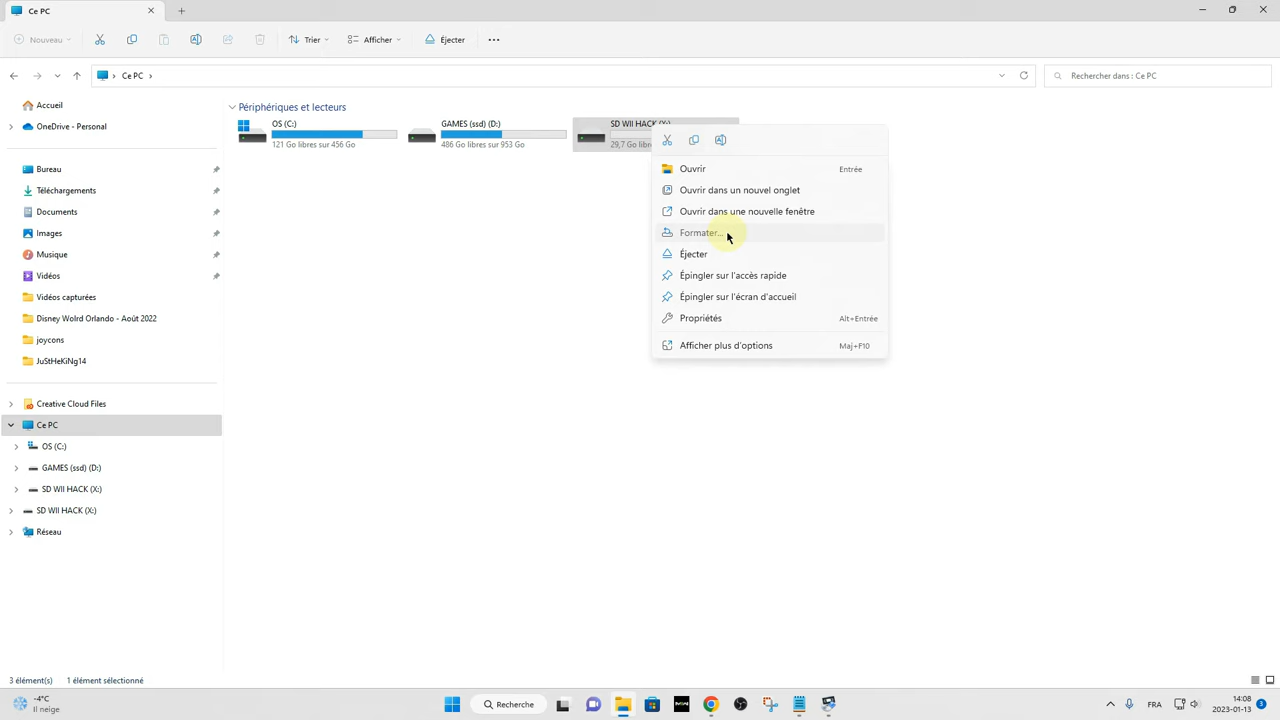 Ce PC
Nouveau
Trier
Afficher
Éjecter
Ce PC
Rechercher dans : Ce PC
Accueil
OneDrive - Personal
Bureau
Téléchargements
Documents
Images
Musique
Vidéos
Vidéos capturées
Disney Wolrd Orlando - Août 2022
joycons
JuStHeKiNg14
Creative Cloud Files
Ce PC
OS (C:)
GAMES (ssd) (D:)
SD WII HACK (X:)
SD WII HACK (X:)
Réseau
Périphériques et lecteurs
OS (C:)
121 Go libres sur 456 Go
GAMES (ssd) (D:)
486 Go libres sur 953 Go
SD WII HACK (X:)
29,7 Go libres
Ouvrir Entrée
Ouvrir dans un nouvel onglet
Ouvrir dans une nouvelle fenêtre
Formater...
Éjecter
Épingler sur l'accès rapide
Épingler sur l'écran d'accueil
Propriétés Alt+Entrée
Afficher plus d'options Maj+F10
3 élément(s) 1 élément sélectionné
-4°C
Il neige
Recherche
FRA
14:08
2023-01-13
3